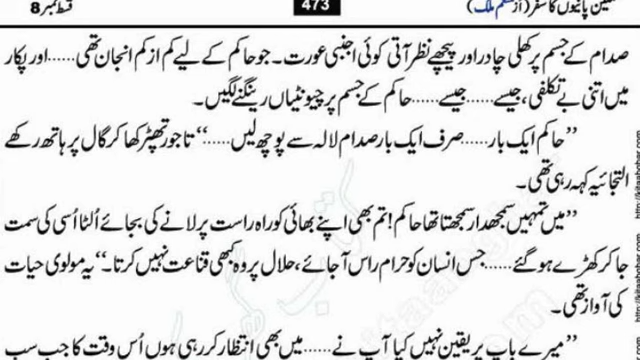 نمکین پانیوں کا سفر (از نعیم ملک) 473 قسط نمبر 8
صدام کے جسم پر کھلی چادر اور پیچھے نظر آتی کوئی اجنبی عورت۔ جو حاکم کے لیے کم از کم انجان تھی ...... اور پکار
میں اتنی بے تکلفی، جیسے ...... جیسے ...... حاکم کے جسم پر چیونٹیاں رینگنے لگیں۔
’’حاکم ایک بار ...... صرف ایک بار صدام لالہ سے پوچھ لیں ......‘‘ تاجور تھپڑ کھا کر گال پر ہاتھ رکھے
التجائیہ کہہ رہی تھی۔
’’میں تمہیں سمجھدار سمجھتا تھا حاکم! تم بھی اپنے بھائی کو راہ راست پر لانے کی بجائے اُلٹا اُسی کی سمت
جا کر کھڑے ہو گئے ...... جس انسان کو حرام راس آ جائے، حلال پر وہ کبھی قناعت نہیں کرتا۔‘‘ یہ مولوی حیات
کی آواز تھی۔
’’میرے باپ پر یقین نہیں کیا آپ نے ...... میں بھی انتظار کر رہی ہوں اُس وقت کا جب سب
http://kitaabghar.com